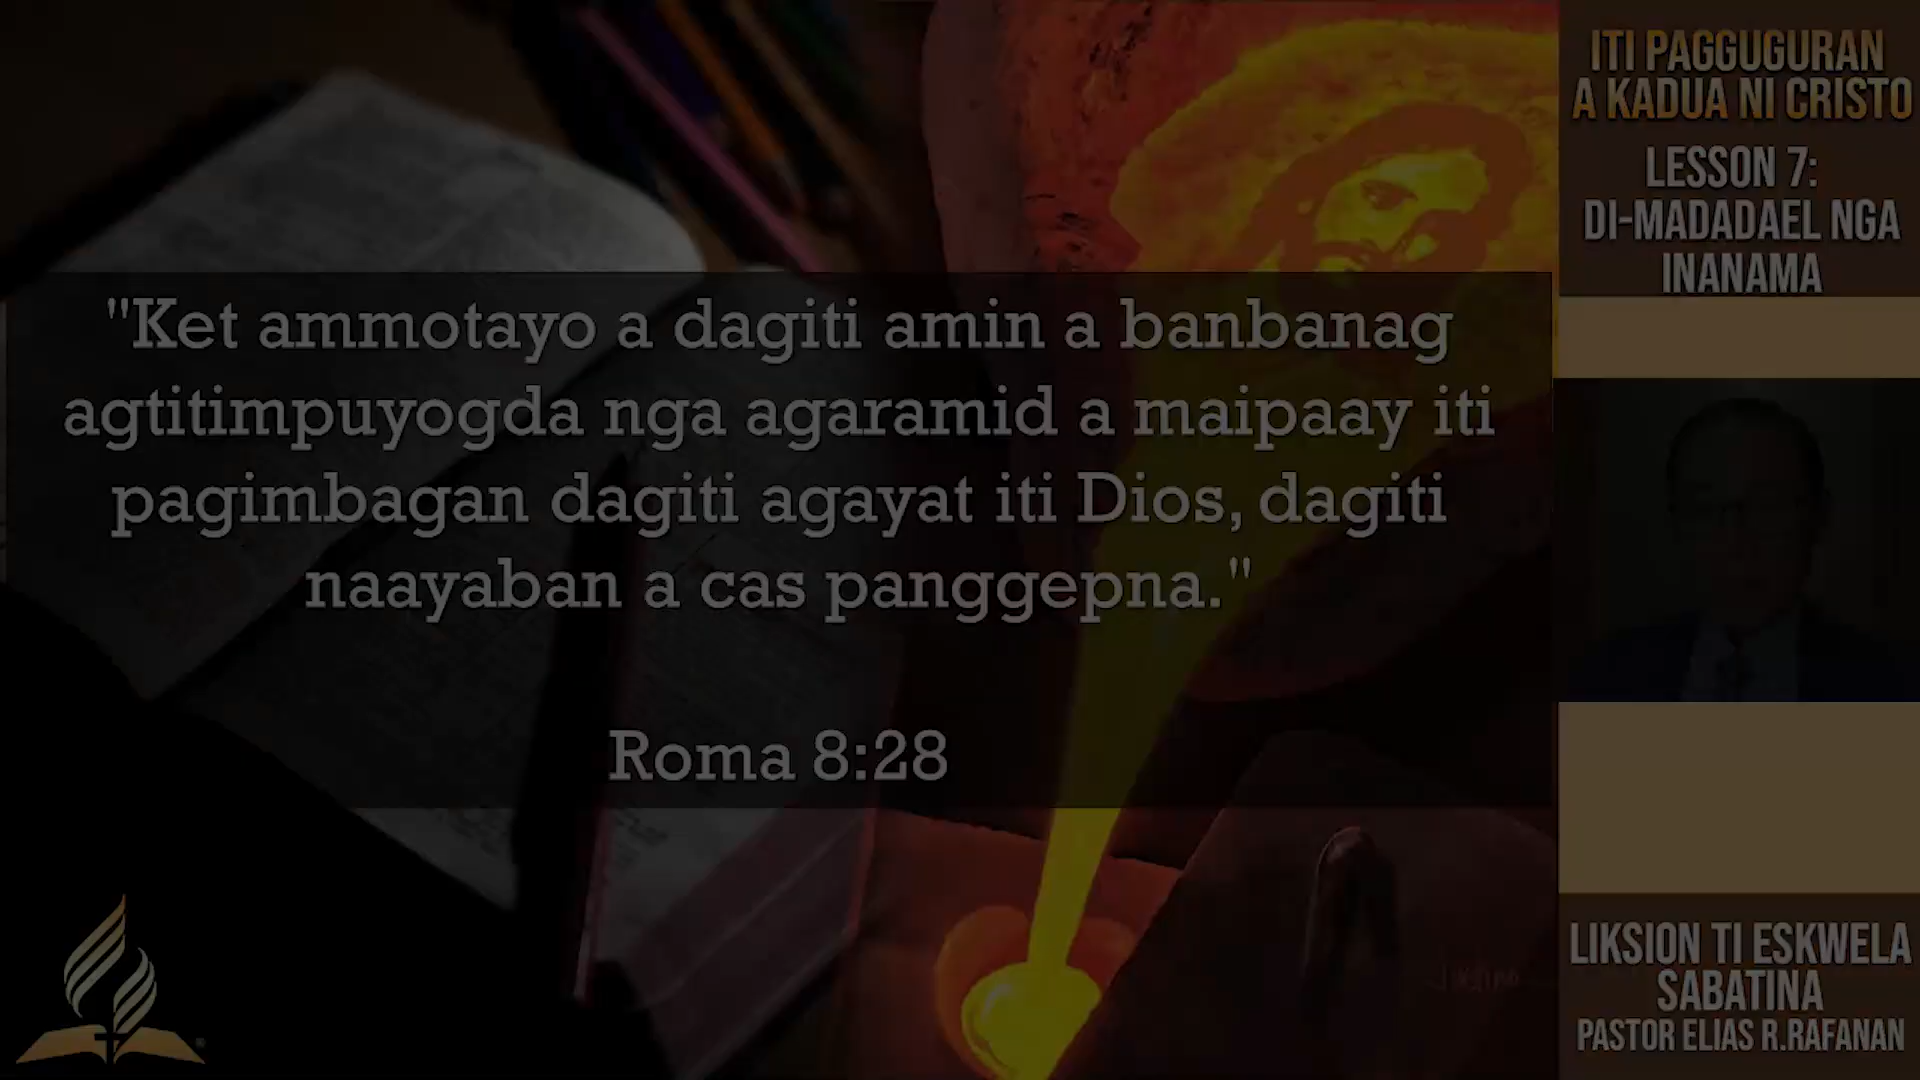 "Ket ammotayo a dagiti amin a banbanag
agtitimpuyogda nga agaramid a maipaay iti
pagimbagan dagiti agayat iti Dios, dagiti
naayaban a cas panggepna."
Roma 8:28
ITI PAGGUGURAN
A KADUA NI CRISTO
LESSON 7:
DI-MADADAEL NGA
INANAMA
LIKSION TI ESKWELA
SABATINA
PASTOR ELIAS R.RAFANAN